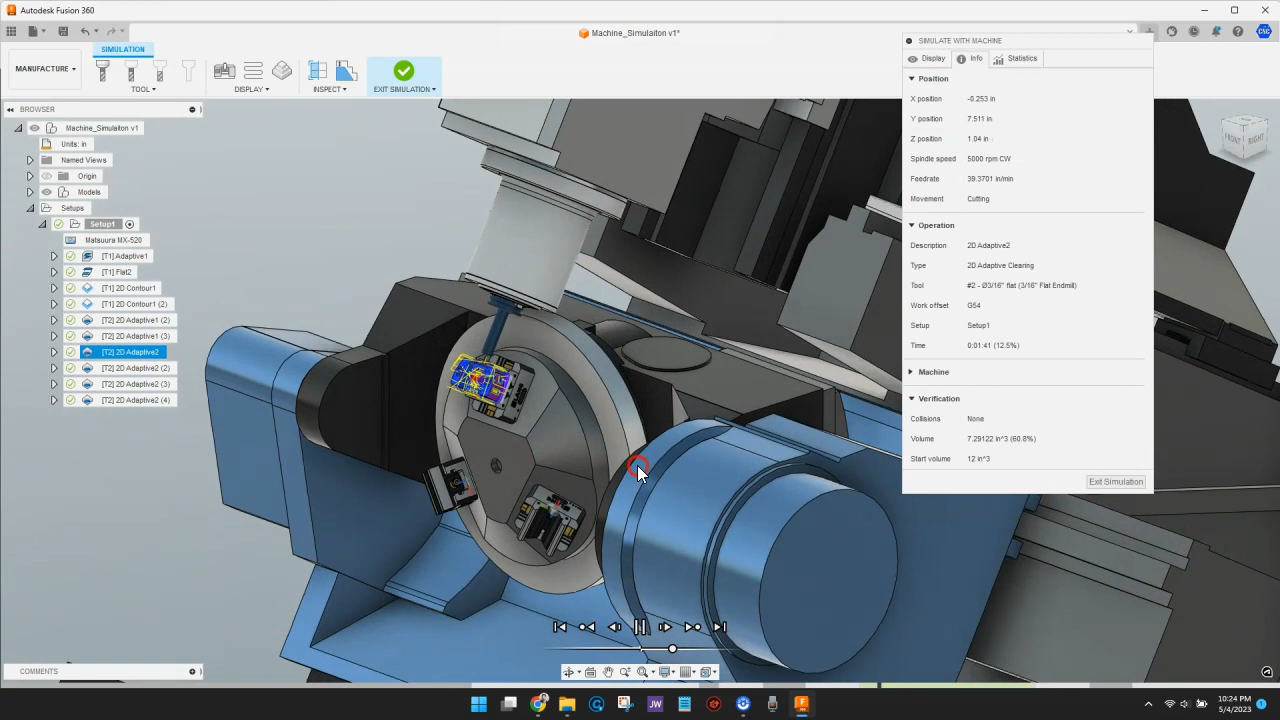 Autodesk Fusion 360
Machine_Simulaiton v1*
MANUFACTURE
SIMULATION
TOOL
DISPLAY
INSPECT
EXIT SIMULATION
BROWSER
Machine_Simulaiton v1
Units: in
Named Views
Origin
Models
Setups
Setup1
Matsuura MX-520
[T1] Adaptive1
[T1] Flat2
[T1] 2D Contour1
[T1] 2D Contour1 (2)
[T2] 2D Adaptive1 (2)
[T2] 2D Adaptive1 (3)
[T2] 2D Adaptive2
[T2] 2D Adaptive2 (2)
[T2] 2D Adaptive2 (3)
[T2] 2D Adaptive2 (4)
SIMULATE WITH MACHINE
Display Info Statistics
Position
X position -0.253 in
Y position 7.511 in
Z position 1.04 in
Spindle speed 5000 rpm CW
Feedrate 39.3701 in/min
Movement Cutting
Operation
Description 2D Adaptive2
Type 2D Adaptive Clearing
Tool #2 - Ø3/16" flat (3/16" Flat Endmill)
Work offset G54
Setup Setup1
Time 0:01:41 (12.5%)
Machine
Verification
Collisions None
Volume 7.29122 in^3 (60.8%)
Start volume 12 in^3
Exit Simulation
FRONT RIGHT
COMMENTS
JW
10:24 PM
5/4/2023